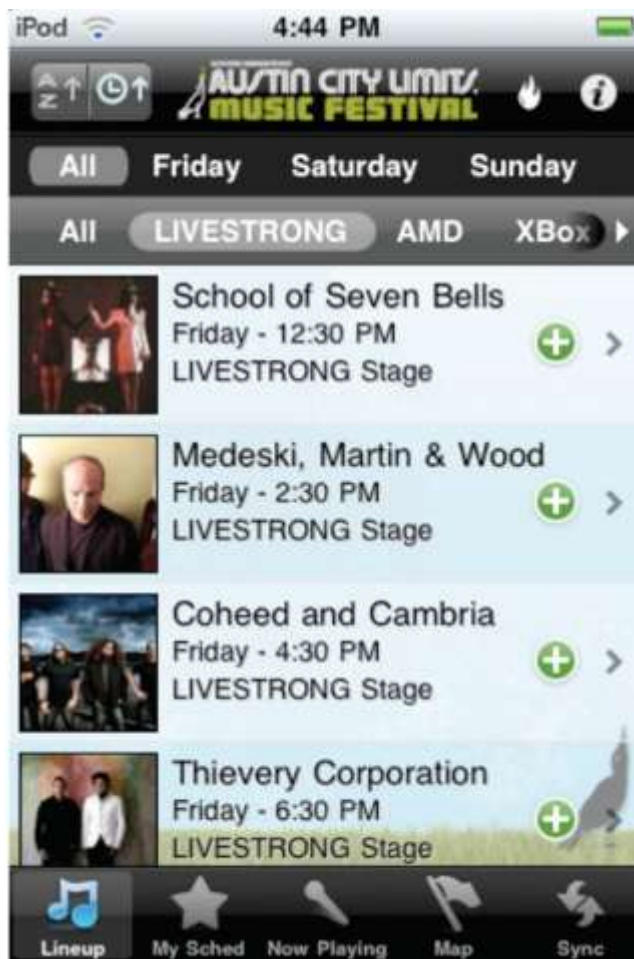 iPod
4:44 PM
A
Z
AUSTIN CITY LIMITS
MUSIC FESTIVAL
i
All Friday Saturday Sunday
All LIVESTRONG AMD XBox
School of Seven Bells
Friday - 12:30 PM
LIVESTRONG Stage
Medeski, Martin & Wood
Friday - 2:30 PM
LIVESTRONG Stage
Coheed and Cambria
Friday - 4:30 PM
LIVESTRONG Stage
Thievery Corporation
Friday - 6:30 PM
LIVESTRONG Stage
Lineup My Sched Now Playing Map Sync